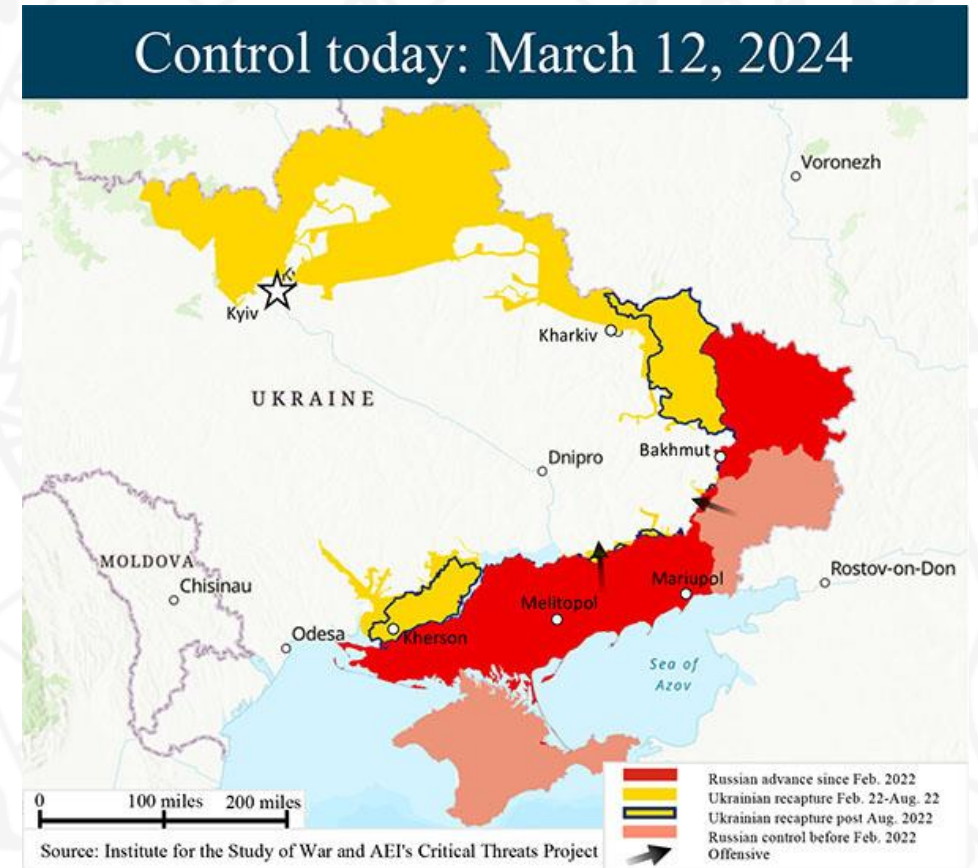 Control today: March 12, 2024
Voronezh
Kyiv
Kharkiv
UKRAINE
Dnipro
Bakhmut
MOLDOVA
Chisinau
Rostov-on-Don
Mariupol
Melitopol
Odesa
Kherson
Sea of
Azov
0 100 miles 200 miles
Source: Institute for the Study of War and AEI's Critical Threats Project
Russian advance since Feb. 2022
Ukrainian recapture Feb. 22-Aug. 22
Ukrainian recapture post Aug. 2022
Russian control before Feb. 2022
Offensive